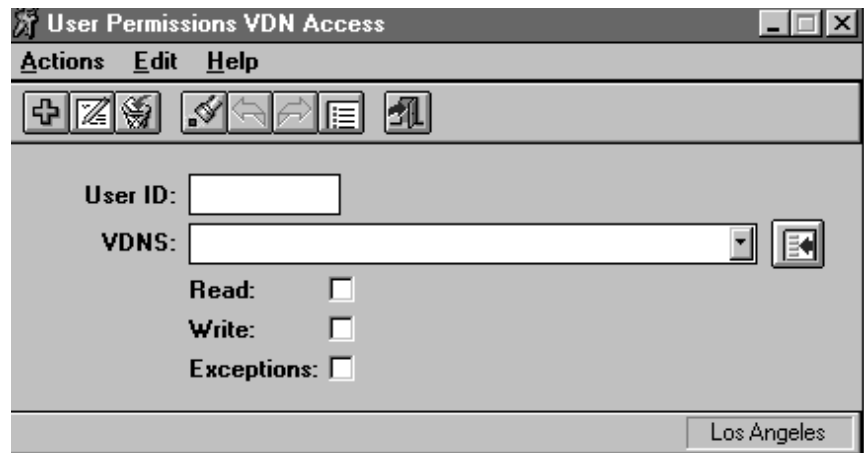 User Permissions VDN Access
Actions Edit Help
User ID:
VDNS:
Read:
Write:
Exceptions:
Los Angeles